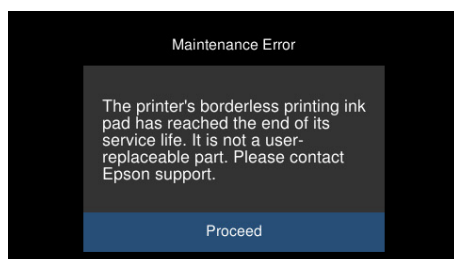 Maintenance Error
The printer's borderless printing ink
pad has reached the end of its
service life. It is not a user-
replaceable part. Please contact
Epson support.
Proceed